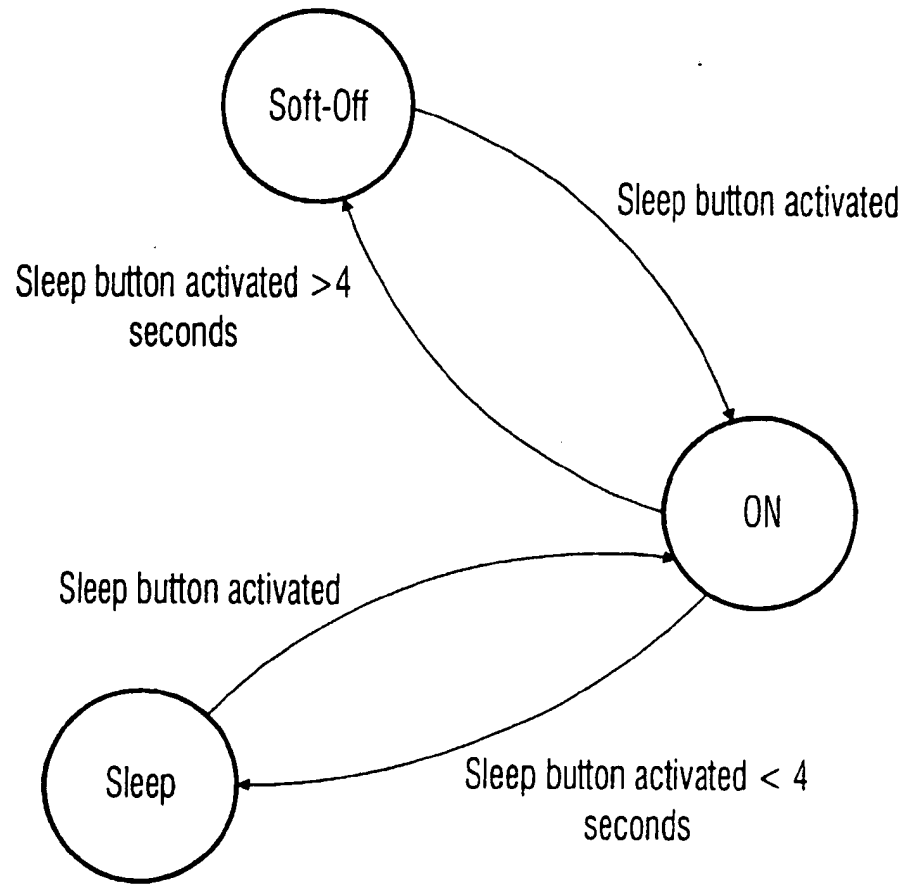 Soft-Off
Sleep button activated
Sleep button activated >4
seconds
ON
Sleep button activated
Sleep
Sleep button activated < 4
seconds